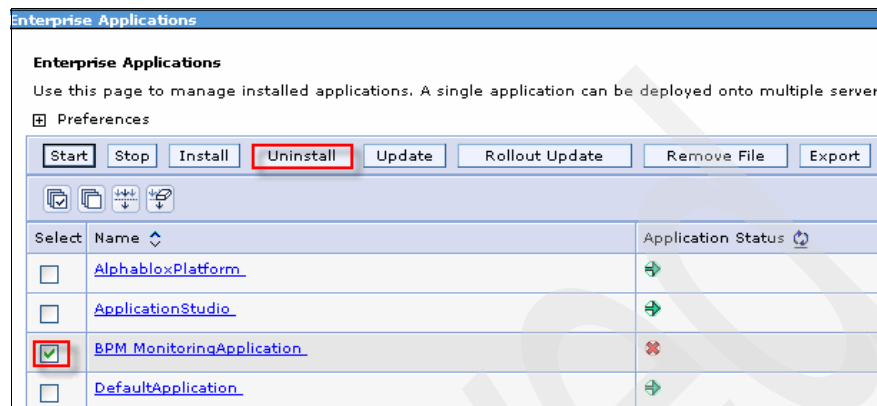 Enterprise Applications
Enterprise Applications
Use this page to manage installed applications. A single application can be deployed onto multiple server
Preferences
Start Stop Install Uninstall Update Rollout Update Remove File Export
Select Name Application Status
AlphabloxPlatform
ApplicationStudio
BPM MonitoringApplication
DefaultApplication